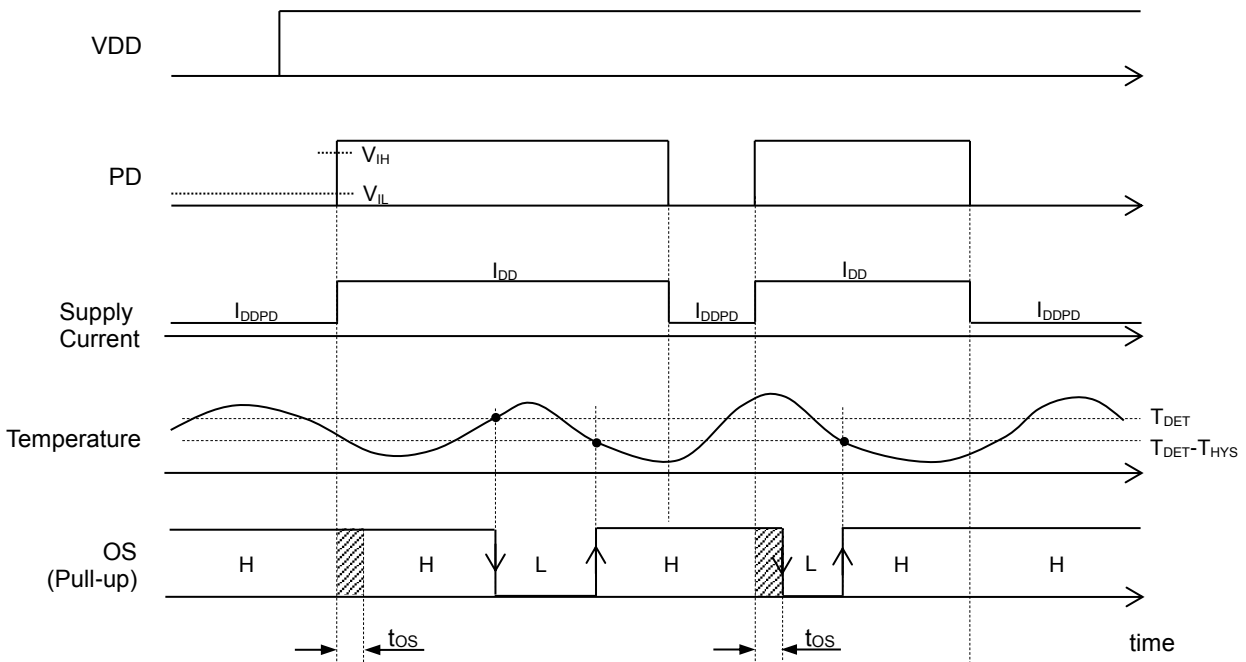 VDD
PD
VIH
VIL
Supply
Current
IDDPD
IDD
IDDPD
IDD
IDDPD
Temperature
TDET
TDET-THYS
OS
(Pull-up)
H
H
L
H
L
H
H
tOS
tOS
time